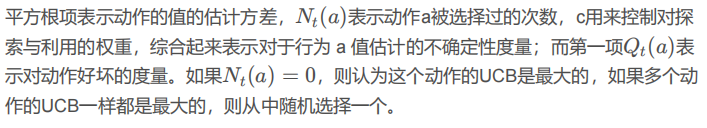 平方根项表示动作的值的估计方差，Nₜ(a)表示动作a被选择过的次数，c用来控制对探
索与利用的权重，综合起来表示对于行为 a 值估计的不确定性度量；而第一项Qₜ(a)表
示对动作好坏的度量。如果Nₜ(a) = 0，则认为这个动作的UCB是最大的，如果多个动
作的UCB一样都是最大的，则从中随机选择一个。